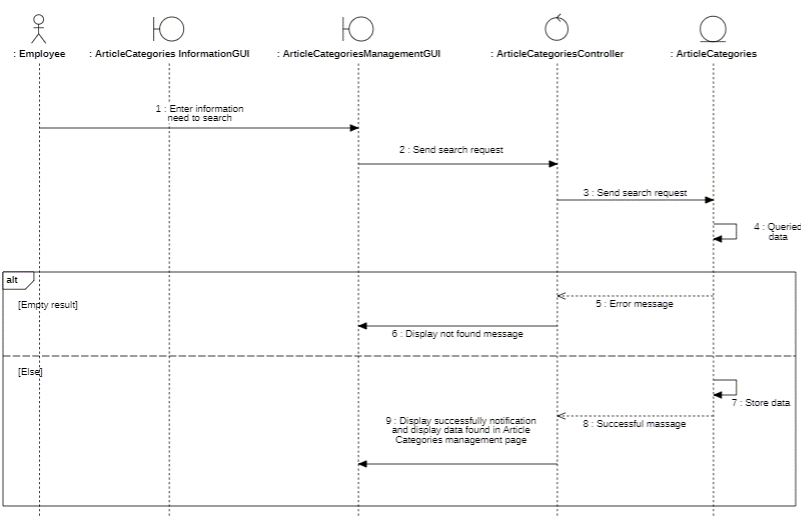 : Employee
: ArticleCategories InformationGUI
: ArticleCategoriesManagementGUI
: ArticleCategoriesController
: ArticleCategories
1 : Enter information
need to search
2 : Send search request
3 : Send search request
4 : Queried
data
alt
[Empty result]
5 : Error message
6 : Display not found message
[Else]
7 : Store data
8 : Successful massage
9 : Display successfully notification
and display data found in Article
Categories management page